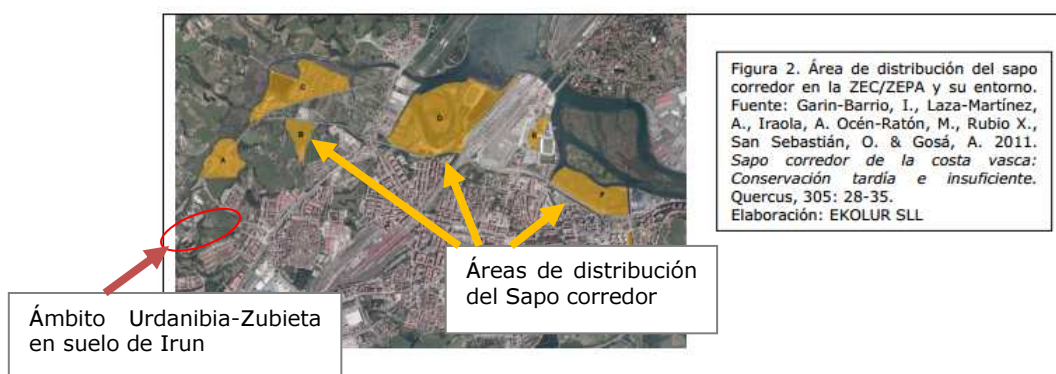 Figura 2. Área de distribución del sapo
corredor en la ZEC/ZEPA y su entorno.
Fuente: Garin-Barrio, I., Laza-Martínez,
A., Iraola, A. Océn-Ratón, M., Rubio X.,
San Sebastián, O. & Gosá, A. 2011.
Sapo corredor de la costa vasca:
Conservación tardía e insuficiente.
Quercus, 305: 28-35.
Elaboración: EKOLUR SLL
C
D
B
A
Áreas de distribución
del Sapo corredor
Ámbito Urdanibia-Zubieta
en suelo de Irun